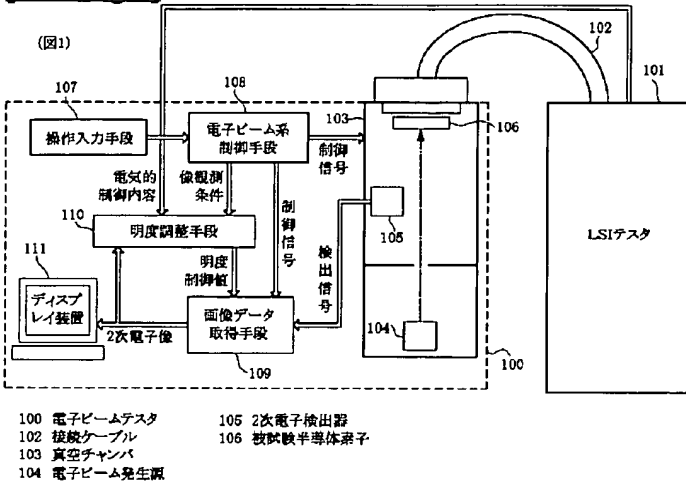 (図1)
102
101
107
108
103
106
操作入力手段
電子ビーム系
制御手段
制御
信号
電気的
制御内容
像観測
条件
制御信号
110
明度調整手段
105
検出信号
LSIテスタ
111
明度
制御値
ディスプ
レイ装置
2次電子像
画像データ
取得手段
104
109
100
100 電子ビームテスタ
102 接続ケーブル
103 真空チャンバ
104 電子ビーム発生源
105 2次電子検出器
106 被試験半導体素子